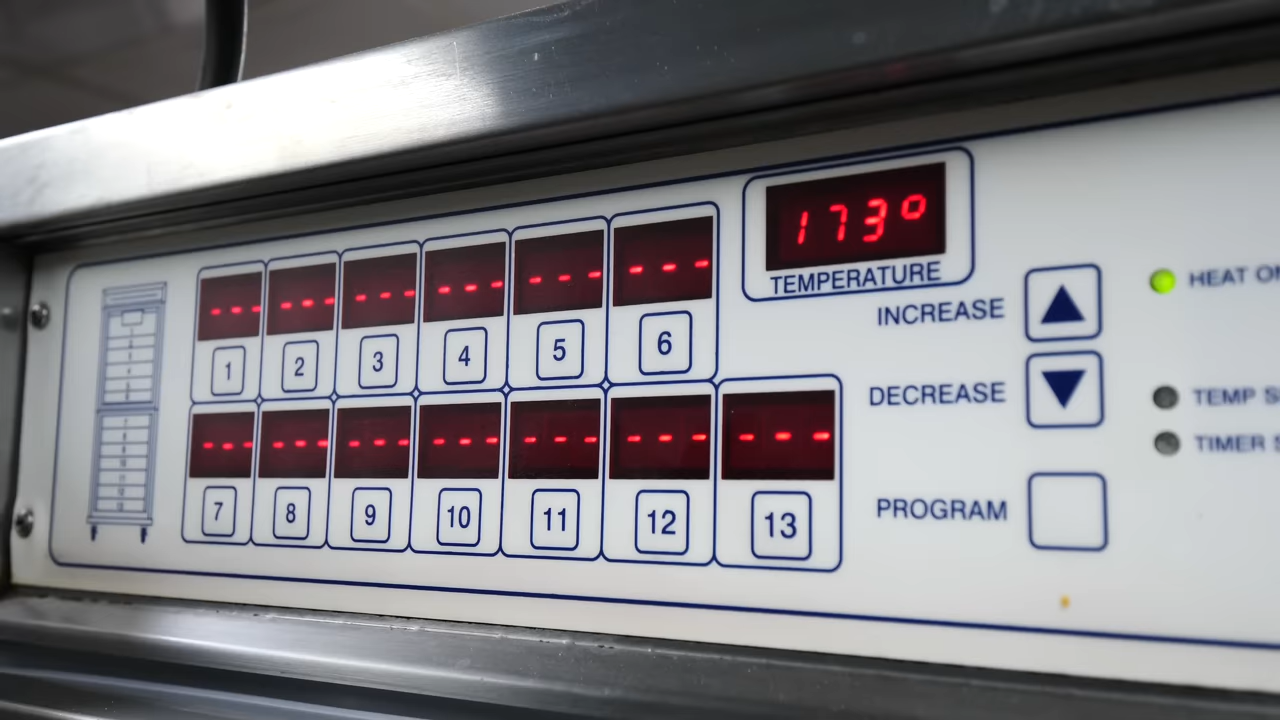 173°
TEMPERATURE
--- --- --- --- --- ---
1 2 3 4 5 6
--- --- --- --- --- --- ---
7 8 9 10 11 12 13
INCREASE
DECREASE
PROGRAM
HEAT ON
TEMP S
TIMER S